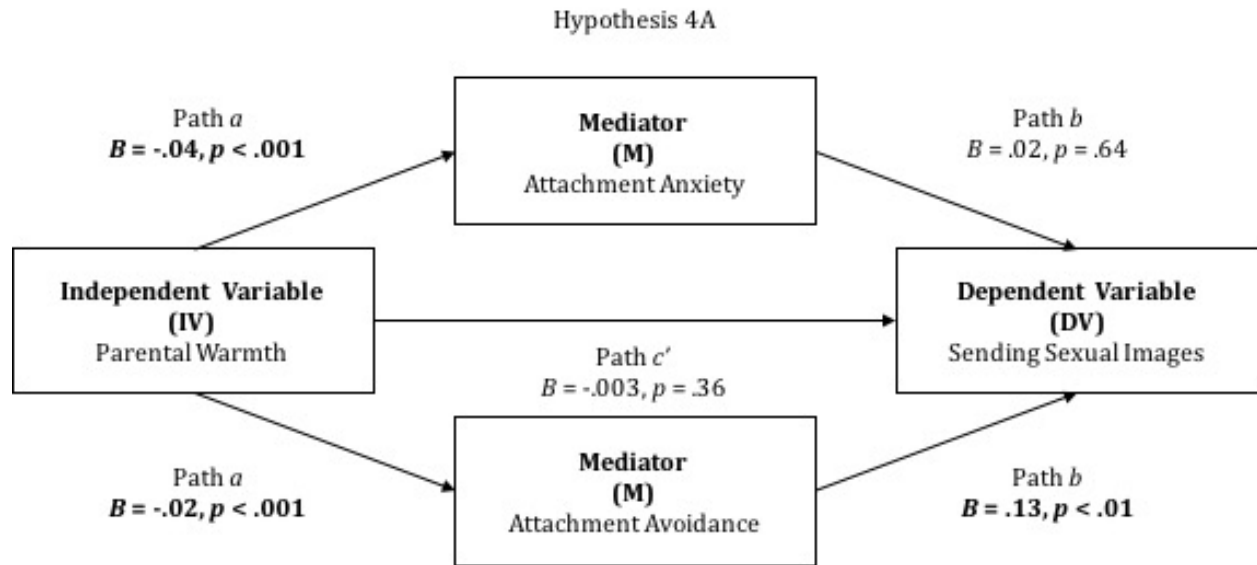 Hypothesis 4A
Path a
B = -.04, p < .001
Mediator
(M)
Attachment Anxiety
Path b
B = .02, p = .64
Independent Variable
(IV)
Parental Warmth
Path c′
B = -.003, p = .36
Dependent Variable
(DV)
Sending Sexual Images
Path a
B = -.02, p < .001
Mediator
(M)
Attachment Avoidance
Path b
B = .13, p < .01